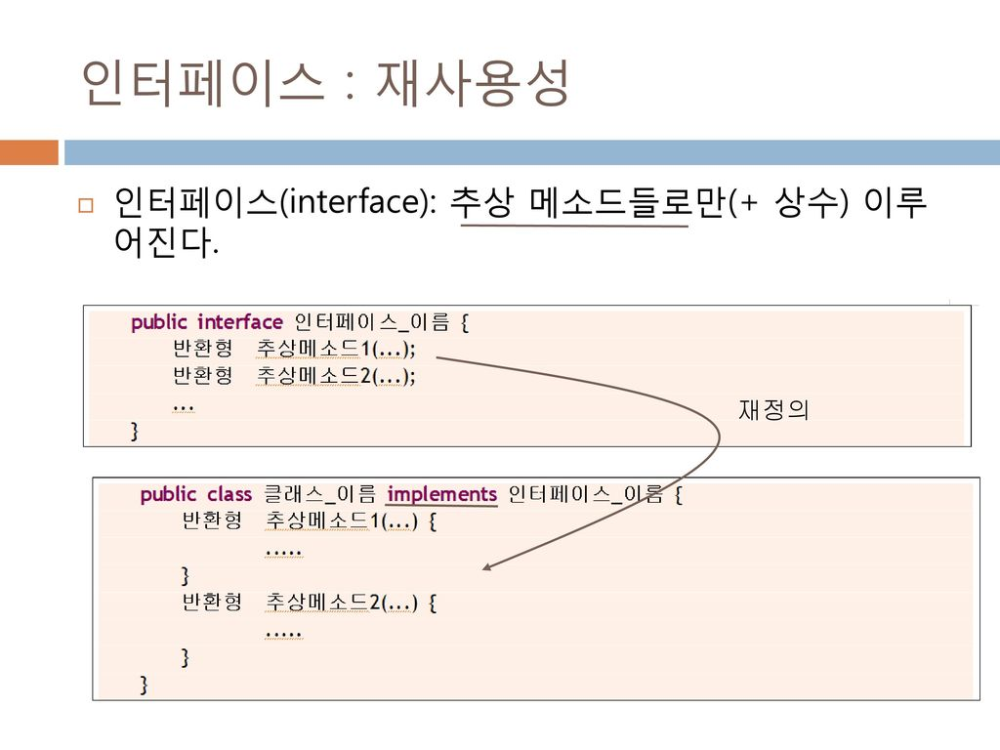 인터페이스 : 재사용성
인터페이스(interface): 추상 메소드들로만(+ 상수) 이루
어진다.
public interface 인터페이스_이름 {
반환형 추상메소드1(...);
반환형 추상메소드2(...);
...
}
재정의
public class 클래스_이름 implements 인터페이스_이름 {
반환형 추상메소드1(...) {
.....
}
반환형 추상메소드2(...) {
.....
}
}